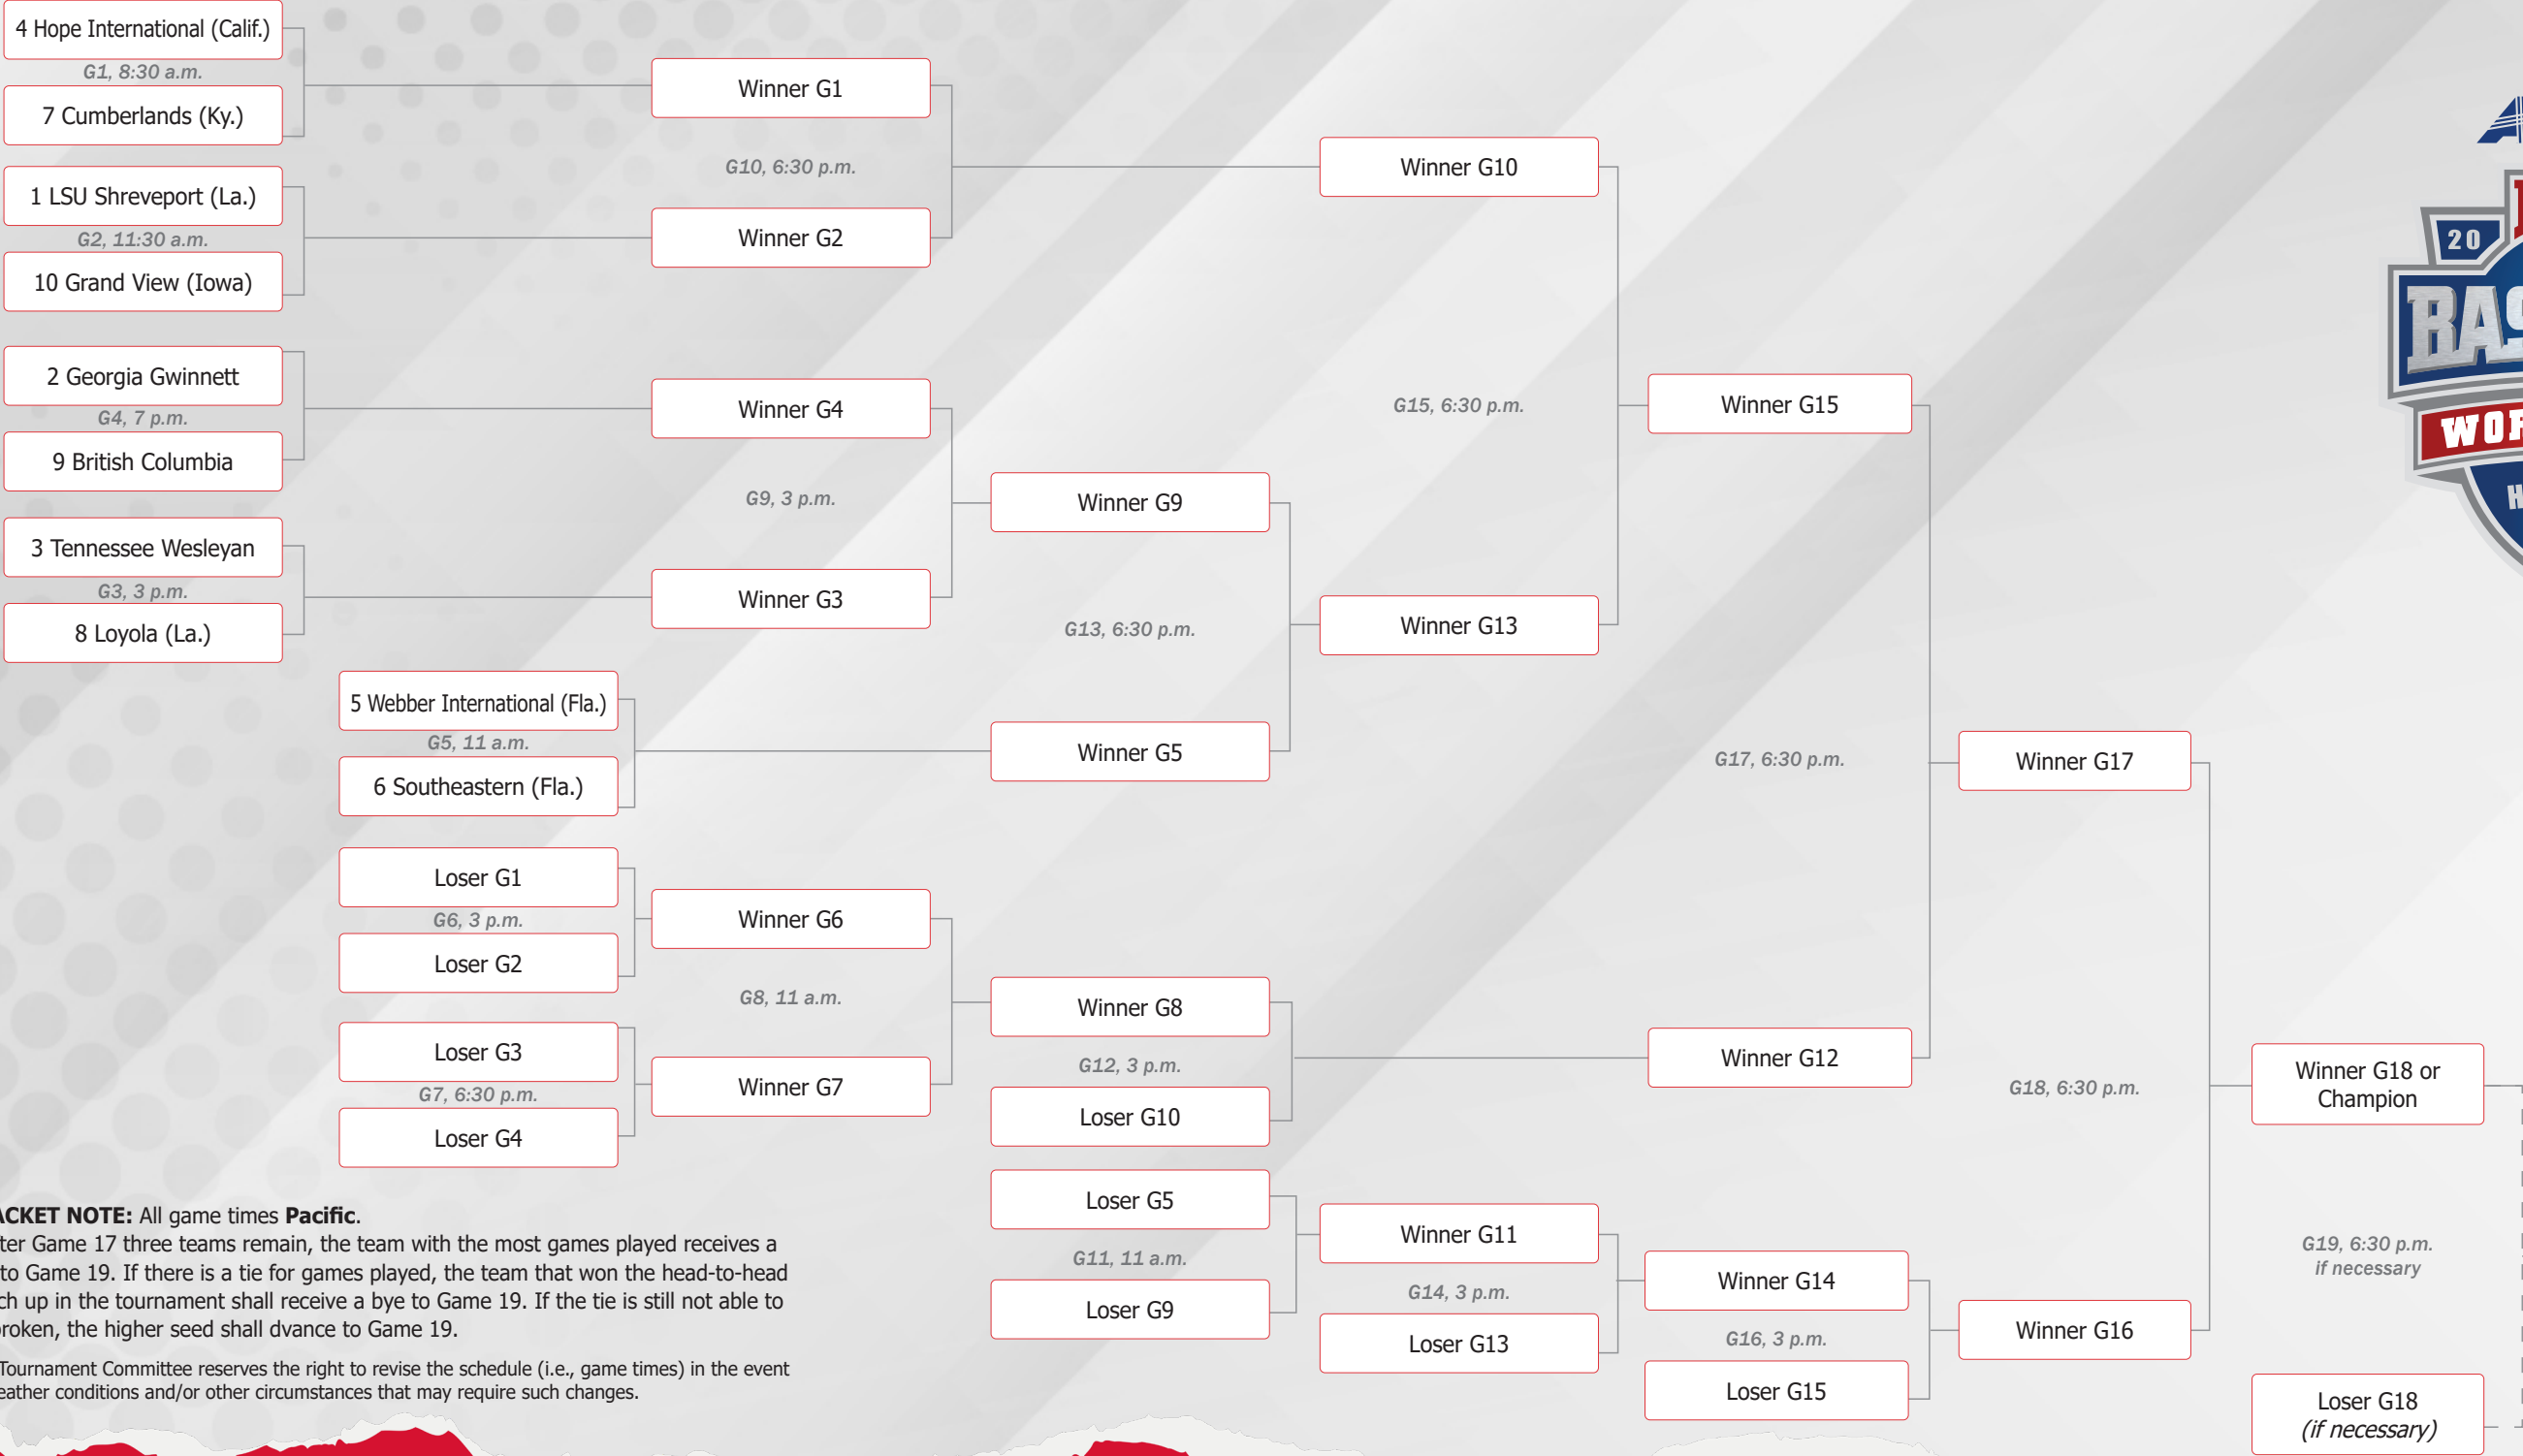 4 Hope International (Calif.)
G1, 8:30 a.m.
7 Cumberlands (Ky.)
1 LSU Shreveport (La.)
G2, 11:30 a.m.
10 Grand View (Iowa)
2 Georgia Gwinnett
G4, 7 p.m.
9 British Columbia
3 Tennessee Wesleyan
G3, 3 p.m.
8 Loyola (La.)
5 Webber International (Fla.)
G5, 11 a.m.
6 Southeastern (Fla.)
Loser G1
G6, 3 p.m.
Loser G2
Loser G3
G7, 6:30 p.m.
Loser G4
Winner G1
G10, 6:30 p.m.
Winner G2
Winner G4
G9, 3 p.m.
Winner G3
Winner G6
G8, 11 a.m.
Winner G7
Winner G9
G13, 6:30 p.m.
Winner G5
Winner G8
G12, 3 p.m.
Loser G10
Loser G5
G11, 11 a.m.
Loser G9
Winner G10
G15, 6:30 p.m.
Winner G13
Winner G11
G14, 3 p.m.
Loser G13
Winner G15
G17, 6:30 p.m.
Winner G12
Winner G14
G16, 3 p.m.
Loser G15
Winner G17
G18, 6:30 p.m.
Winner G16
Winner G18 or
Champion
G19, 6:30 p.m.
if necessary
Loser G18
(if necessary)
20
ACKET NOTE: All game times Pacific.
ter Game 17 three teams remain, the team with the most games played receives a
to Game 19. If there is a tie for games played, the team that won the head-to-head
ch up in the tournament shall receive a bye to Game 19. If the tie is still not able to
roken, the higher seed shall dvance to Game 19.
Tournament Committee reserves the right to revise the schedule (i.e., game times) in the event
eather conditions and/or other circumstances that may require such changes.